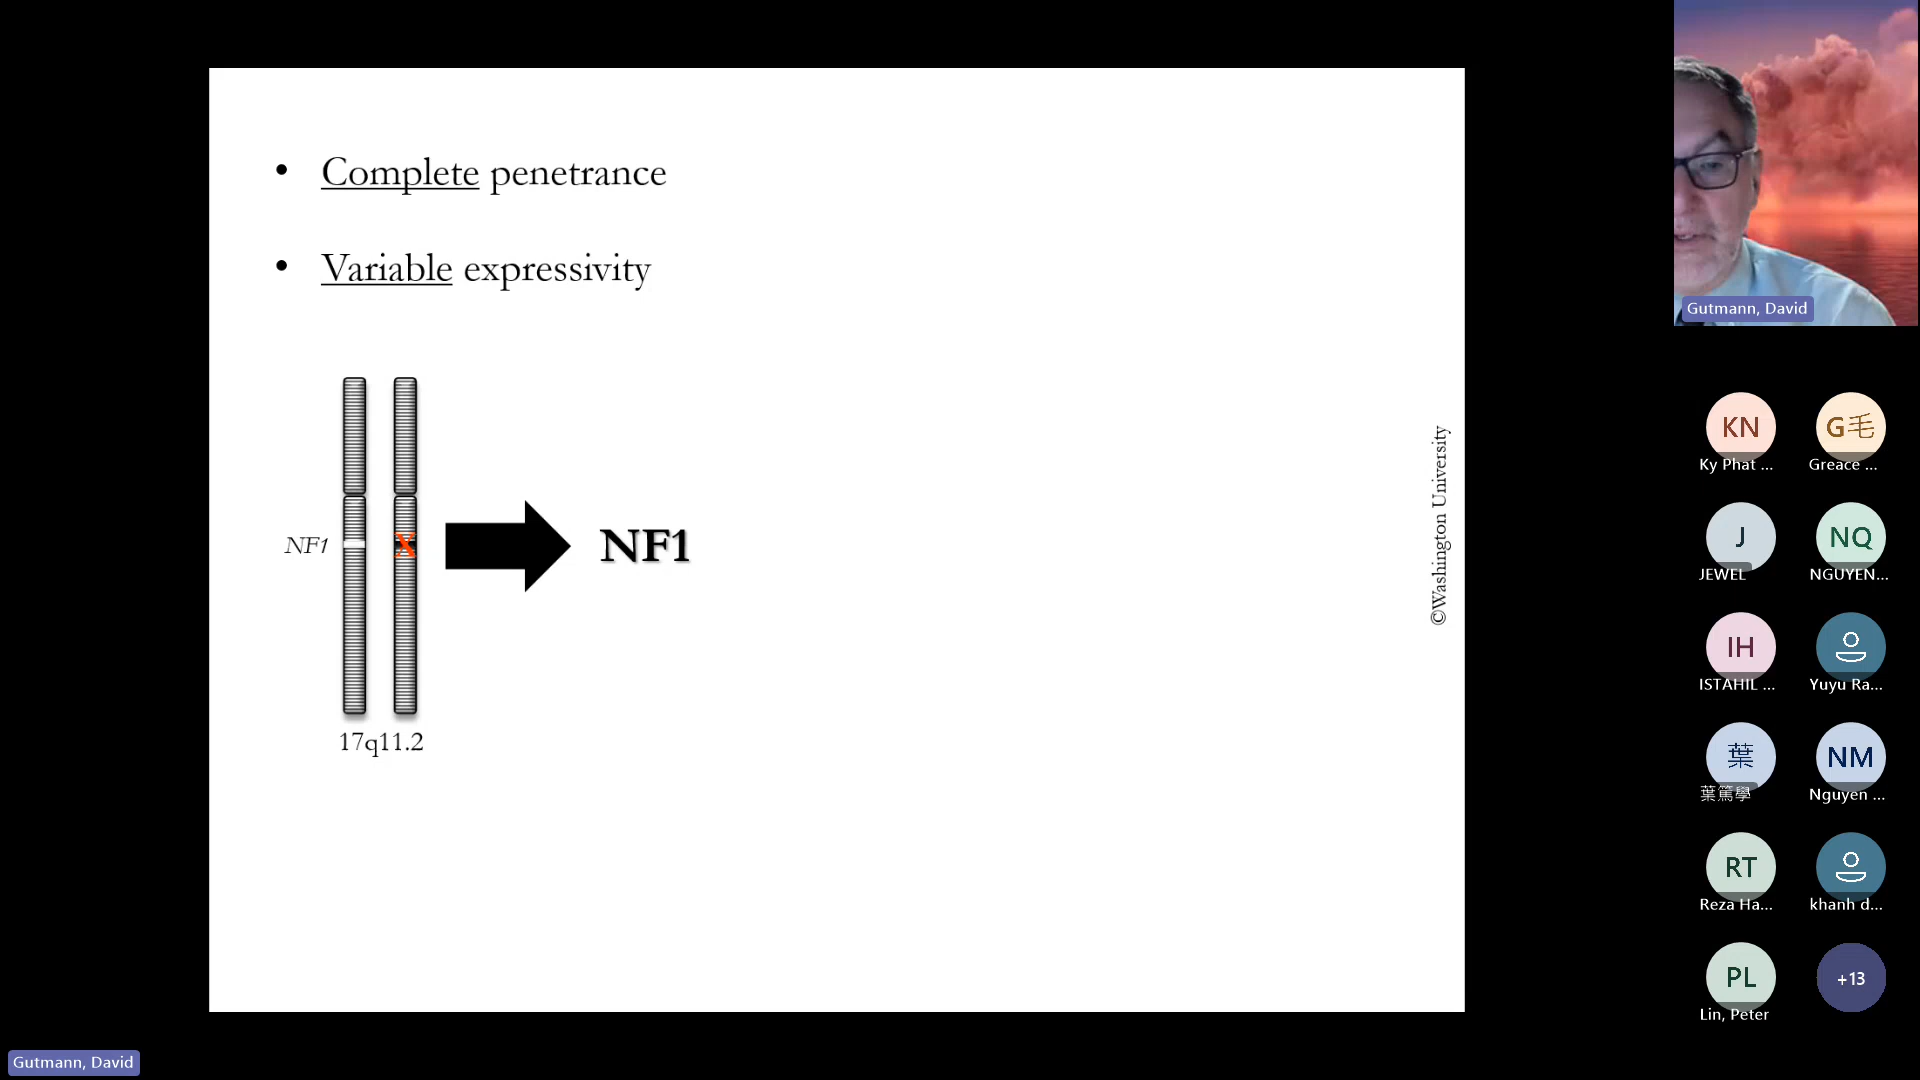 • Complete penetrance
• Variable expressivity
NF1
X
NF1
17q11.2
©Washington University
Gutmann, David
KN
Ky Phat ...
G毛
Greace ...
J
JEWEL
NQ
NGUYEN...
IH
ISTAHIL ...
Yuyu Ra...
葉
葉篤學
NM
Nguyen ...
RT
Reza Ha...
khanh d...
PL
Lin, Peter
+13
Gutmann, David